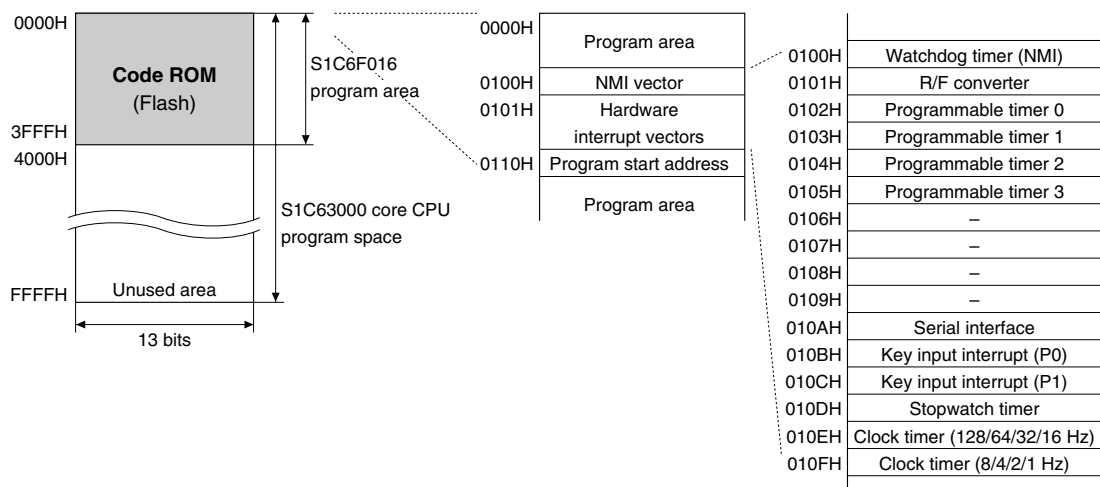 0000H
Code ROM
(Flash)
3FFFH
4000H
FFFFH
Unused area
13 bits
S1C6F016
program area
S1C63000 core CPU
program space
0000H
Program area
0100H NMI vector
0101H Hardware
interrupt vectors
0110H Program start address
Program area
0100H Watchdog timer (NMI)
0101H R/F converter
0102H Programmable timer 0
0103H Programmable timer 1
0104H Programmable timer 2
0105H Programmable timer 3
0106H –
0107H –
0108H –
0109H –
010AH Serial interface
010BH Key input interrupt (P0)
010CH Key input interrupt (P1)
010DH Stopwatch timer
010EH Clock timer (128/64/32/16 Hz)
010FH Clock timer (8/4/2/1 Hz)